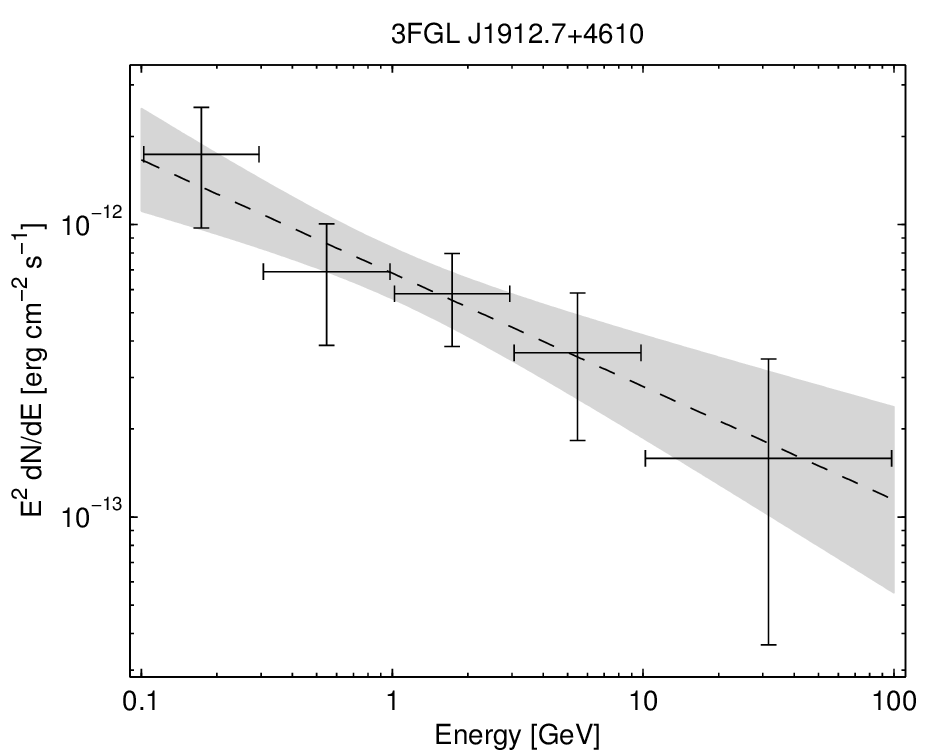 3FGL J1912.7+4610
E² dN/dE [erg cm⁻² s⁻¹]
10⁻¹²
10⁻¹³
0.1 1 10 100
Energy [GeV]